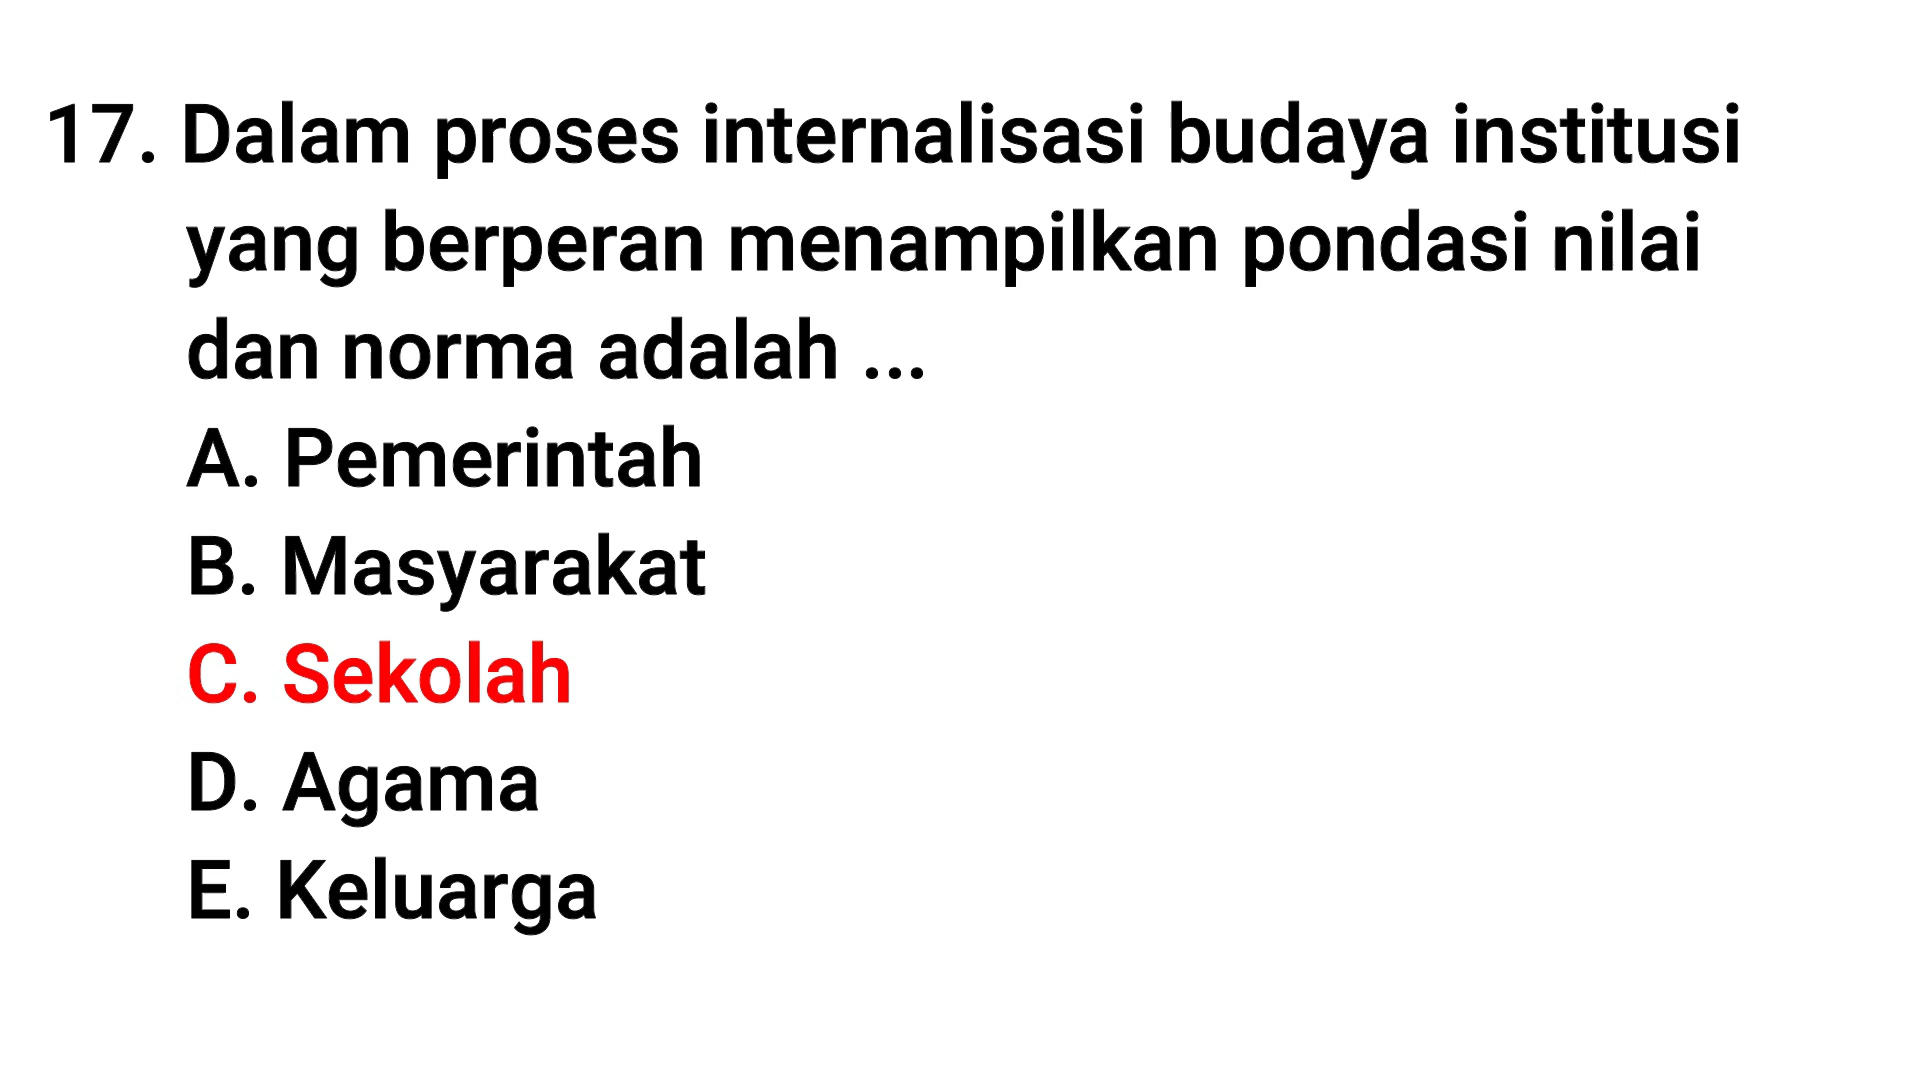 17. Dalam proses internalisasi budaya institusi
yang berperan menampilkan pondasi nilai
dan norma adalah ...
A. Pemerintah
B. Masyarakat
C. Sekolah
D. Agama
E. Keluarga